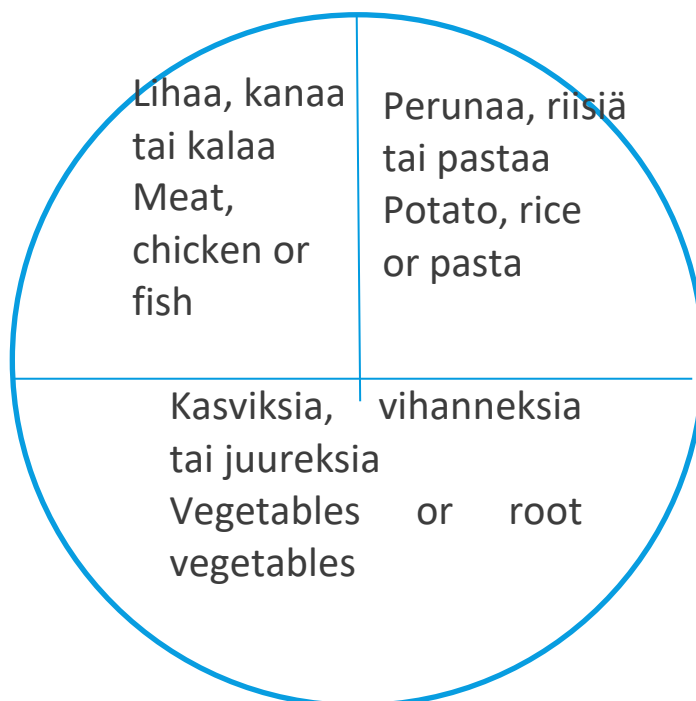 Lihaa, kanaa
tai kalaa
Meat,
chicken or
fish
Perunaa, riisiä
tai pastaa
Potato, rice
or pasta
Kasviksia, vihanneksia
tai juureksia
Vegetables or root
vegetables